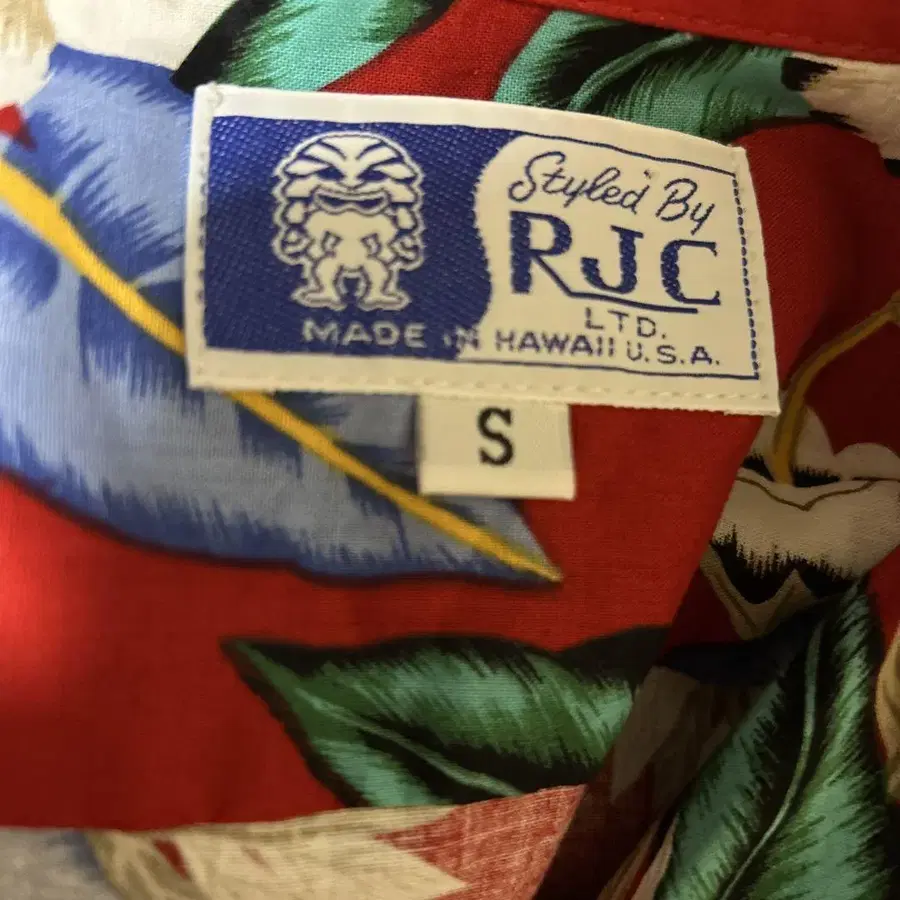 Styled By
RJC
LTD.
MADE IN HAWAII U.S.A.
S